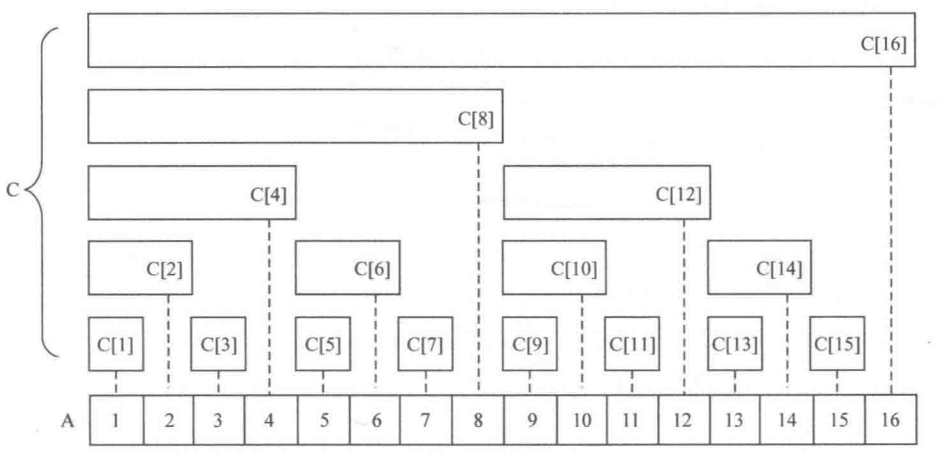 C[16]
C[8]
C
C[4] C[12]
C[2] C[6] C[10] C[14]
C[1] C[3] C[5] C[7] C[9] C[11] C[13] C[15]
A 1 2 3 4 5 6 7 8 9 10 11 12 13 14 15 16